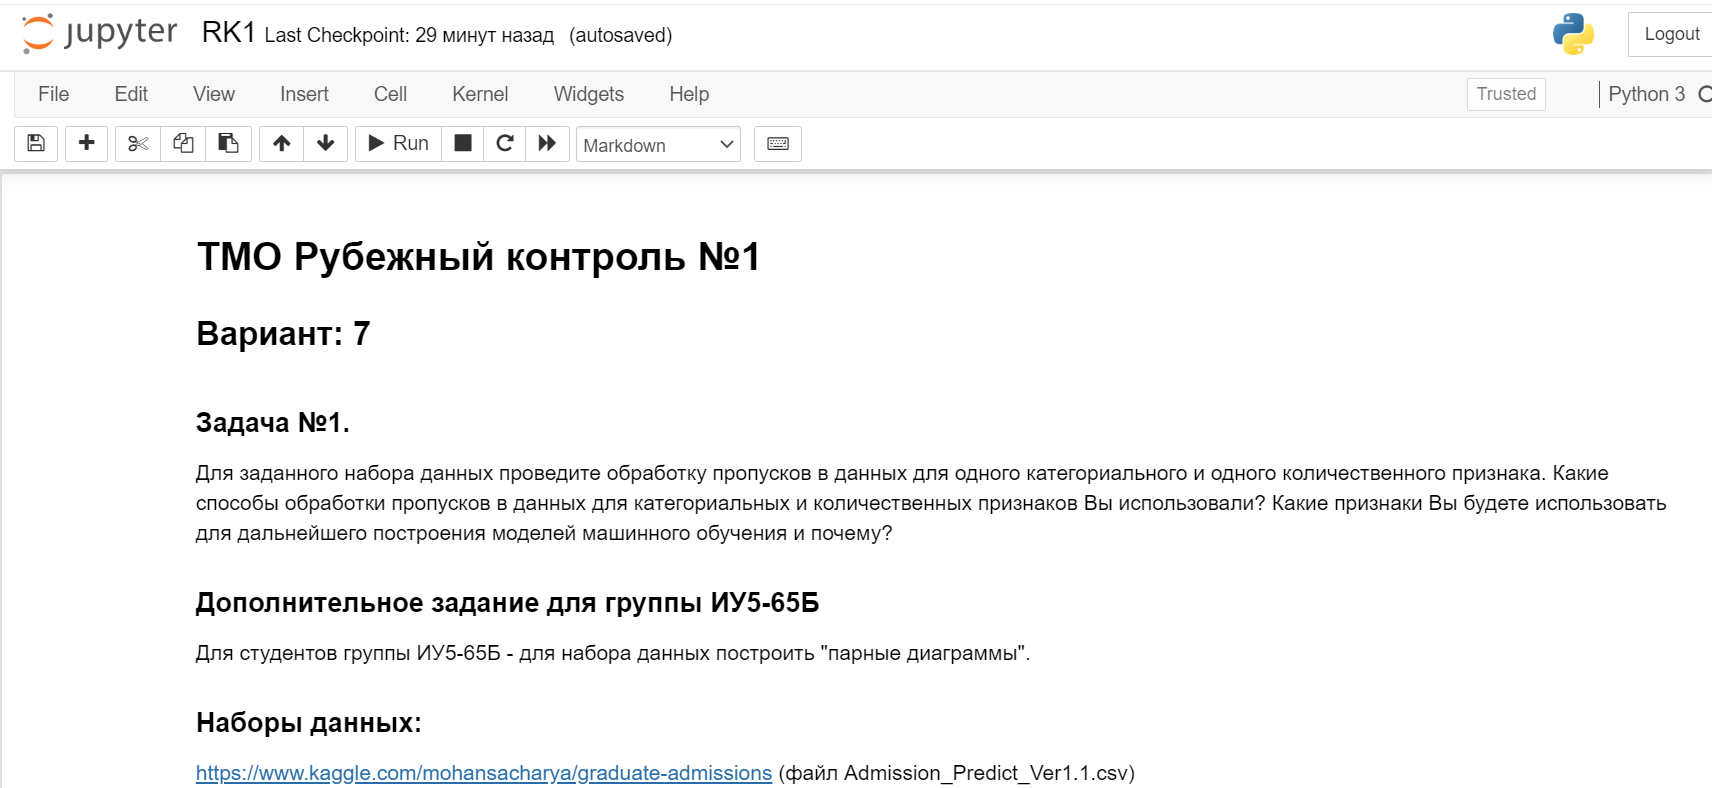 jupyter RK1 Last Checkpoint: 29 минут назад (autosaved) Logout
File Edit View Insert Cell Kernel Widgets Help Trusted Python 3
Run Markdown
ТМО Рубежный контроль №1
Вариант: 7
Задача №1.
Для заданного набора данных проведите обработку пропусков в данных для одного категориального и одного количественного признака. Какие
способы обработки пропусков в данных для категориальных и количественных признаков Вы использовали? Какие признаки Вы будете использовать
для дальнейшего построения моделей машинного обучения и почему?
Дополнительное задание для группы ИУ5-65Б
Для студентов группы ИУ5-65Б - для набора данных построить "парные диаграммы".
Наборы данных:
https://www.kaggle.com/mohansacharya/graduate-admissions (файл Admission_Predict_Ver1.1.csv)